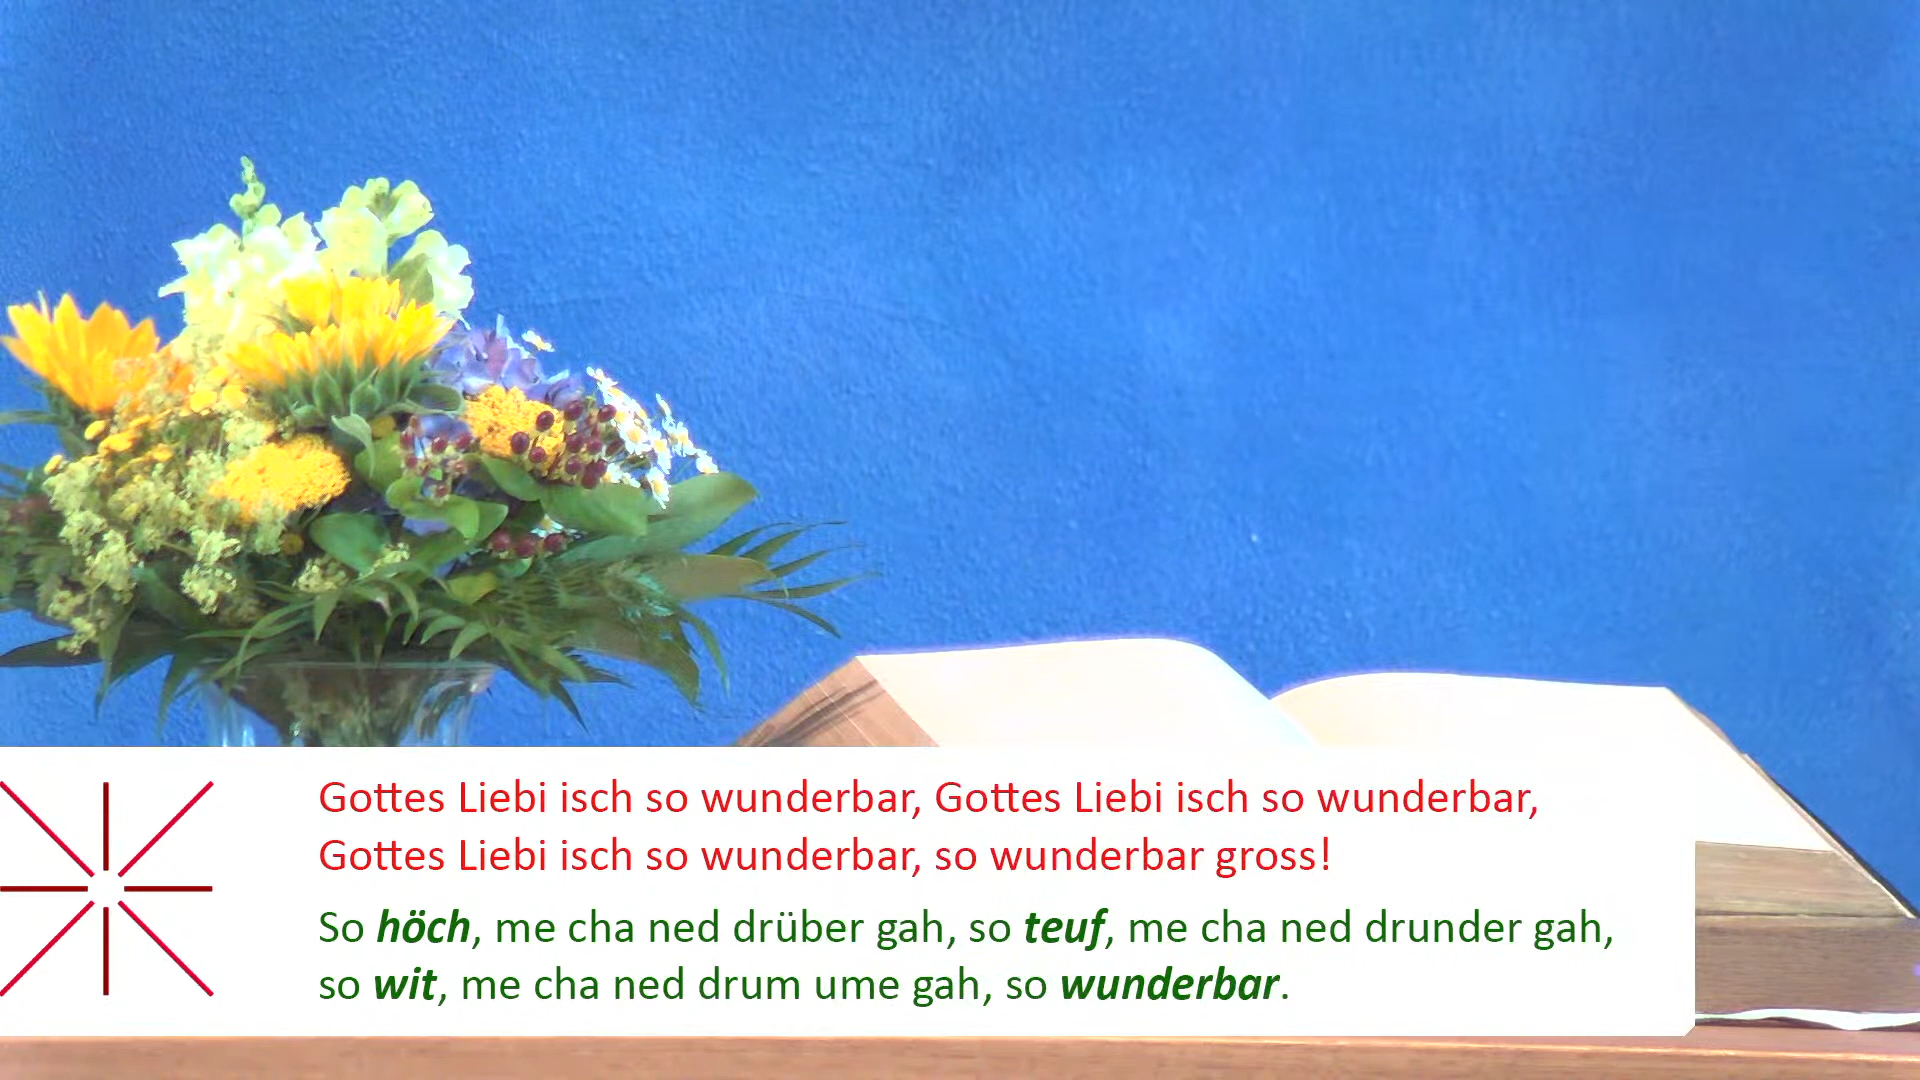 Gottes Liebi isch so wunderbar, Gottes Liebi isch so wunderbar,
Gottes Liebi isch so wunderbar, so wunderbar gross!
So höch, me cha ned drüber gah, so teuf, me cha ned drunder gah,
so wit, me cha ned drum ume gah, so wunderbar.